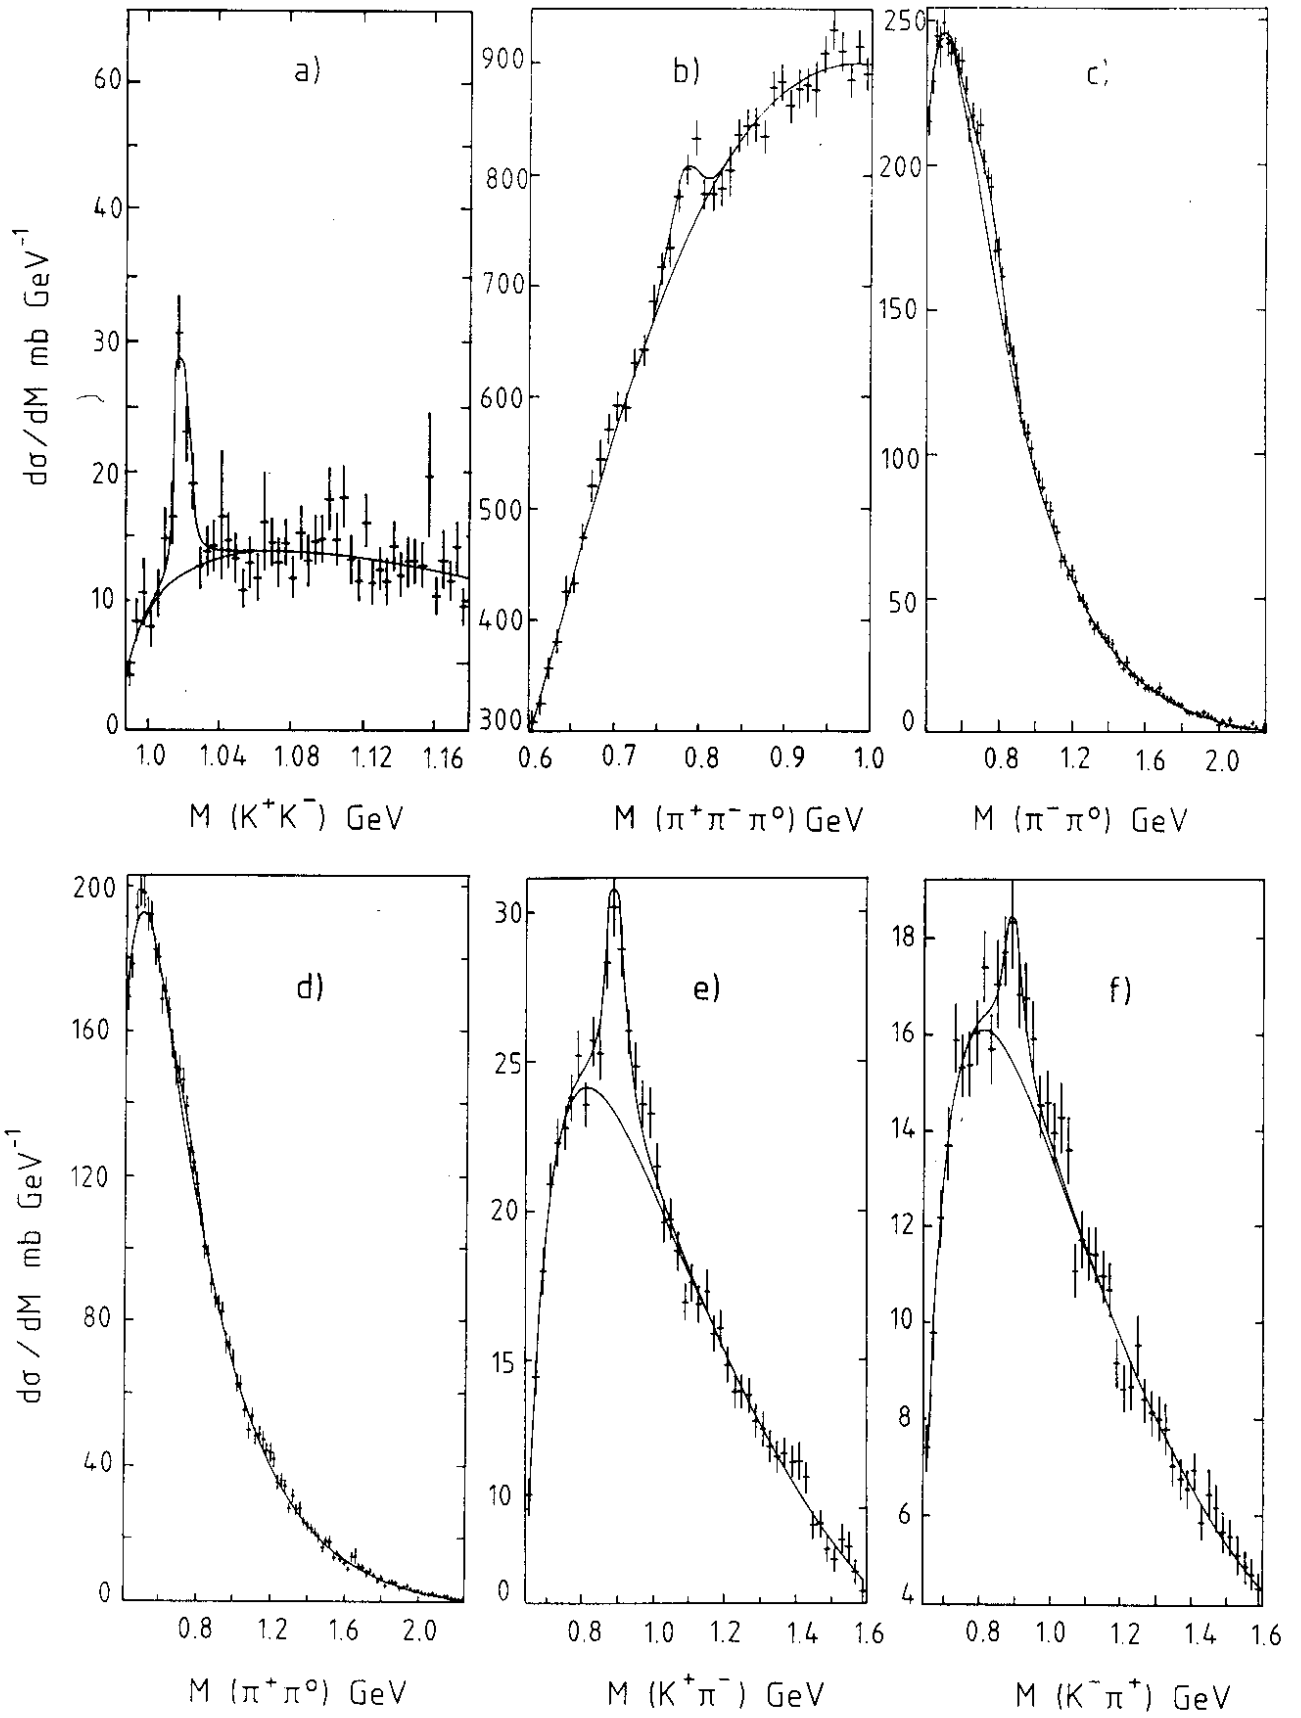 a)
60
40
30
20
10
0
1.0 1.04 1.08 1.12 1.16
M (K⁺K⁻) GeV
dσ/dM mb GeV⁻¹
b)
900
800
700
600
500
400
300
0.6 0.7 0.8 0.9 1.0
M (π⁺π⁻π⁰) GeV
c)
250
200
150
100
50
0
0.8 1.2 1.6 2.0
M (π⁻π⁰) GeV
d)
200
160
120
80
40
0
0.8 1.2 1.6 2.0
M (π⁺π⁰) GeV
dσ/dM mb GeV⁻¹
e)
30
25
20
15
10
0
0.8 1.0 1.2 1.4 1.6
M (K⁺π⁻) GeV
f)
18
16
14
12
10
8
6
4
0.8 1.0 1.2 1.4 1.6
M (K⁻π⁺) GeV